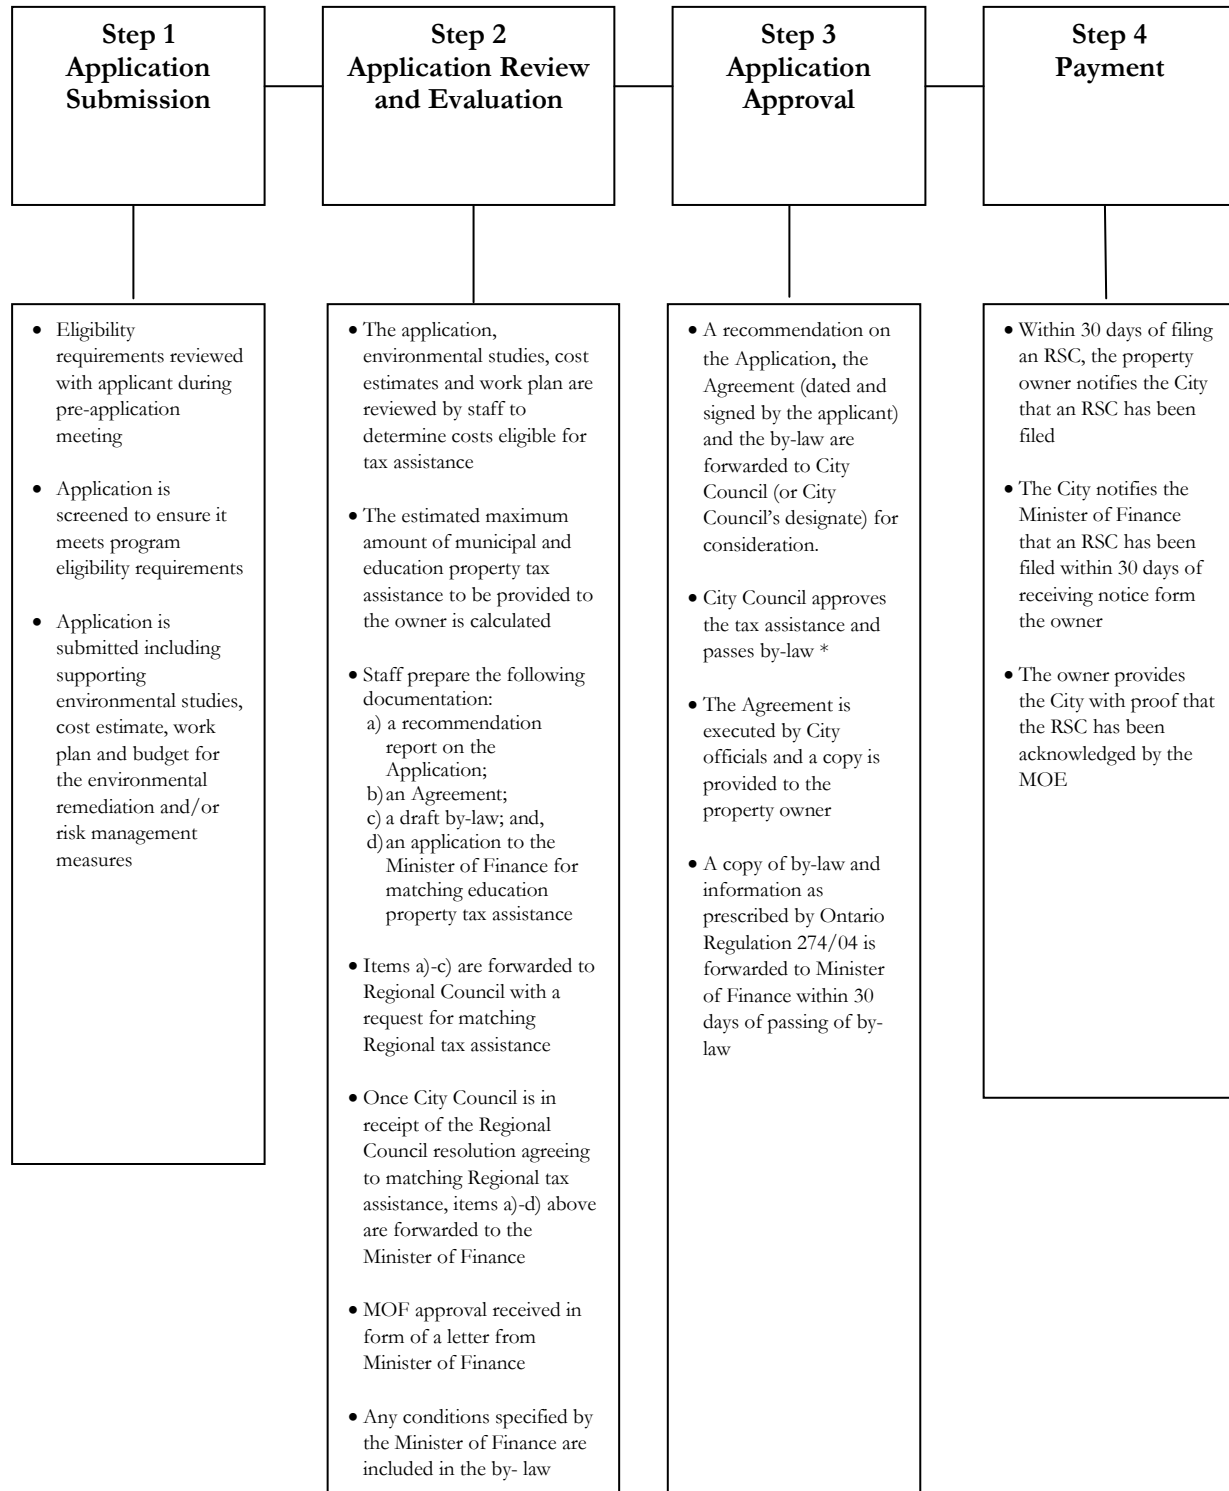 Step 1
Application
Submission
Step 2
Application Review
and Evaluation
Step 3
Application
Approval
Step 4
Payment
• Eligibility
requirements reviewed
with applicant during
pre-application
meeting
• Application is
screened to ensure it
meets program
eligibility requirements
• Application is
submitted including
supporting
environmental studies,
cost estimate, work
plan and budget for
the environmental
remediation and/or
risk management
measures
• The application,
environmental studies, cost
estimates and work plan are
reviewed by staff to
determine costs eligible for
tax assistance
• The estimated maximum
amount of municipal and
education property tax
assistance to be provided to
the owner is calculated
• Staff prepare the following
documentation:
a) a recommendation
report on the
Application;
b) an Agreement;
c) a draft by-law; and,
d) an application to the
Minister of Finance for
matching education
property tax assistance
• Items a)-c) are forwarded to
Regional Council with a
request for matching
Regional tax assistance
• Once City Council is in
receipt of the Regional
Council resolution agreeing
to matching Regional tax
assistance, items a)-d) above
are forwarded to the
Minister of Finance
• MOF approval received in
form of a letter from
Minister of Finance
• Any conditions specified by
the Minister of Finance are
included in the by- law
• A recommendation on
the Application, the
Agreement (dated and
signed by the applicant)
and the by-law are
forwarded to City
Council (or City
Council's designate) for
consideration.
• City Council approves
the tax assistance and
passes by-law *
• The Agreement is
executed by City
officials and a copy is
provided to the
property owner
• A copy of by-law and
information as
prescribed by Ontario
Regulation 274/04 is
forwarded to Minister
of Finance within 30
days of passing of by-
law
• Within 30 days of filing
an RSC, the property
owner notifies the City
that an RSC has been
filed
• The City notifies the
Minister of Finance
that an RSC has been
filed within 30 days of
receiving notice form
the owner
• The owner provides
the City with proof that
the RSC has been
acknowledged by the
MOE